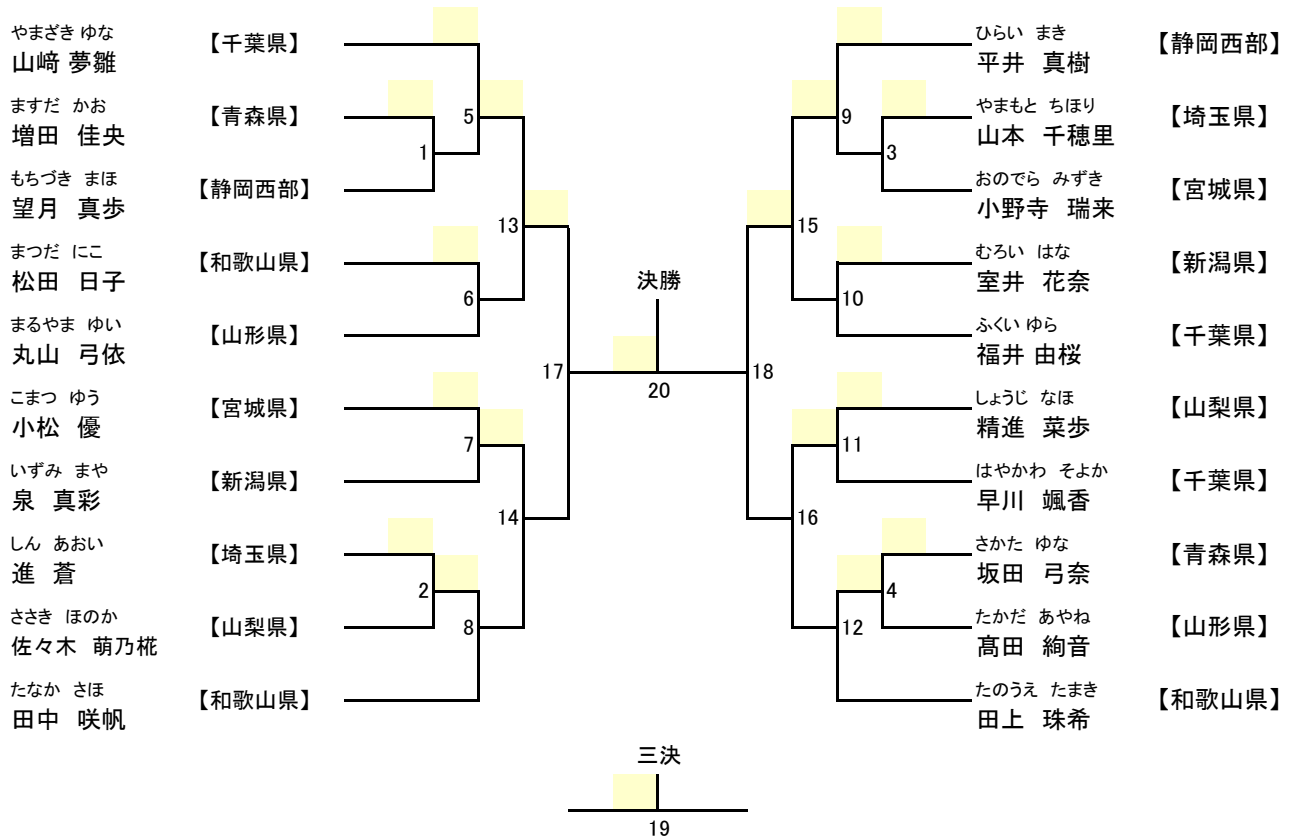 やまざき ゆな
山﨑 夢雛
【千葉県】
ますだ かお
増田 佳央
【青森県】
もちづき まほ
望月 真歩
【静岡西部】
まつだ にこ
松田 日子
【和歌山県】
まるやま ゆい
丸山 弓依
【山形県】
こまつ ゆう
小松 優
【宮城県】
いずみ まや
泉 真彩
【新潟県】
しん あおい
進 蒼
【埼玉県】
ささき ほのか
佐々木 萌乃椛
【山梨県】
たなか さほ
田中 咲帆
【和歌山県】
1
5
13
6
17
7
14
2
8
決勝
20
三決
19
9
3
15
10
18
11
16
4
12
ひらい まき
平井 真樹
【静岡西部】
やまもと ちほり
山本 千穂里
【埼玉県】
おのでら みずき
小野寺 瑞来
【宮城県】
むろい はな
室井 花奈
【新潟県】
ふくい ゆら
福井 由桜
【千葉県】
しょうじ なほ
精進 菜歩
【山梨県】
はやかわ そよか
早川 颯香
【千葉県】
さかた ゆな
坂田 弓奈
【青森県】
たかだ あやね
髙田 絢音
【山形県】
たのうえ たまき
田上 珠希
【和歌山県】